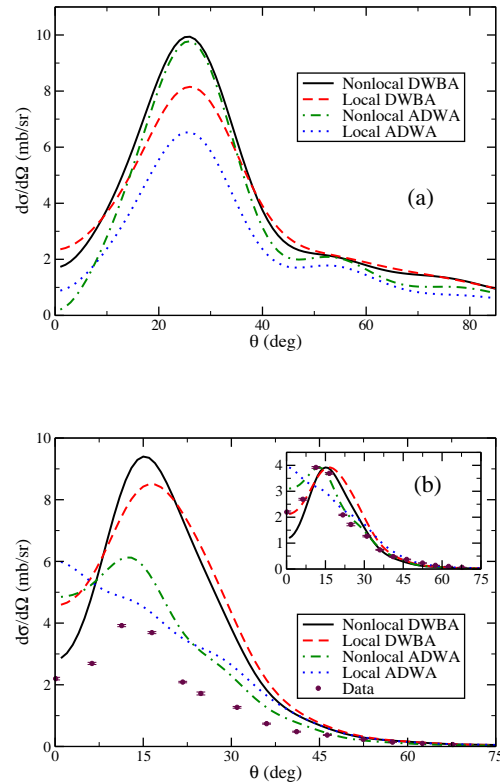 10
8
6
4
2
0
dσ/dΩ (mb/sr)
Nonlocal DWBA
Local DWBA
Nonlocal ADWA
Local ADWA
(a)
0 20 40 60 80
θ (deg)
10
8
6
4
2
0
dσ/dΩ (mb/sr)
4
3
2
1
0
(b)
0 15 30 45 60 75
Nonlocal DWBA
Local DWBA
Nonlocal ADWA
Local ADWA
Data
0 15 30 45 60 75
θ (deg)